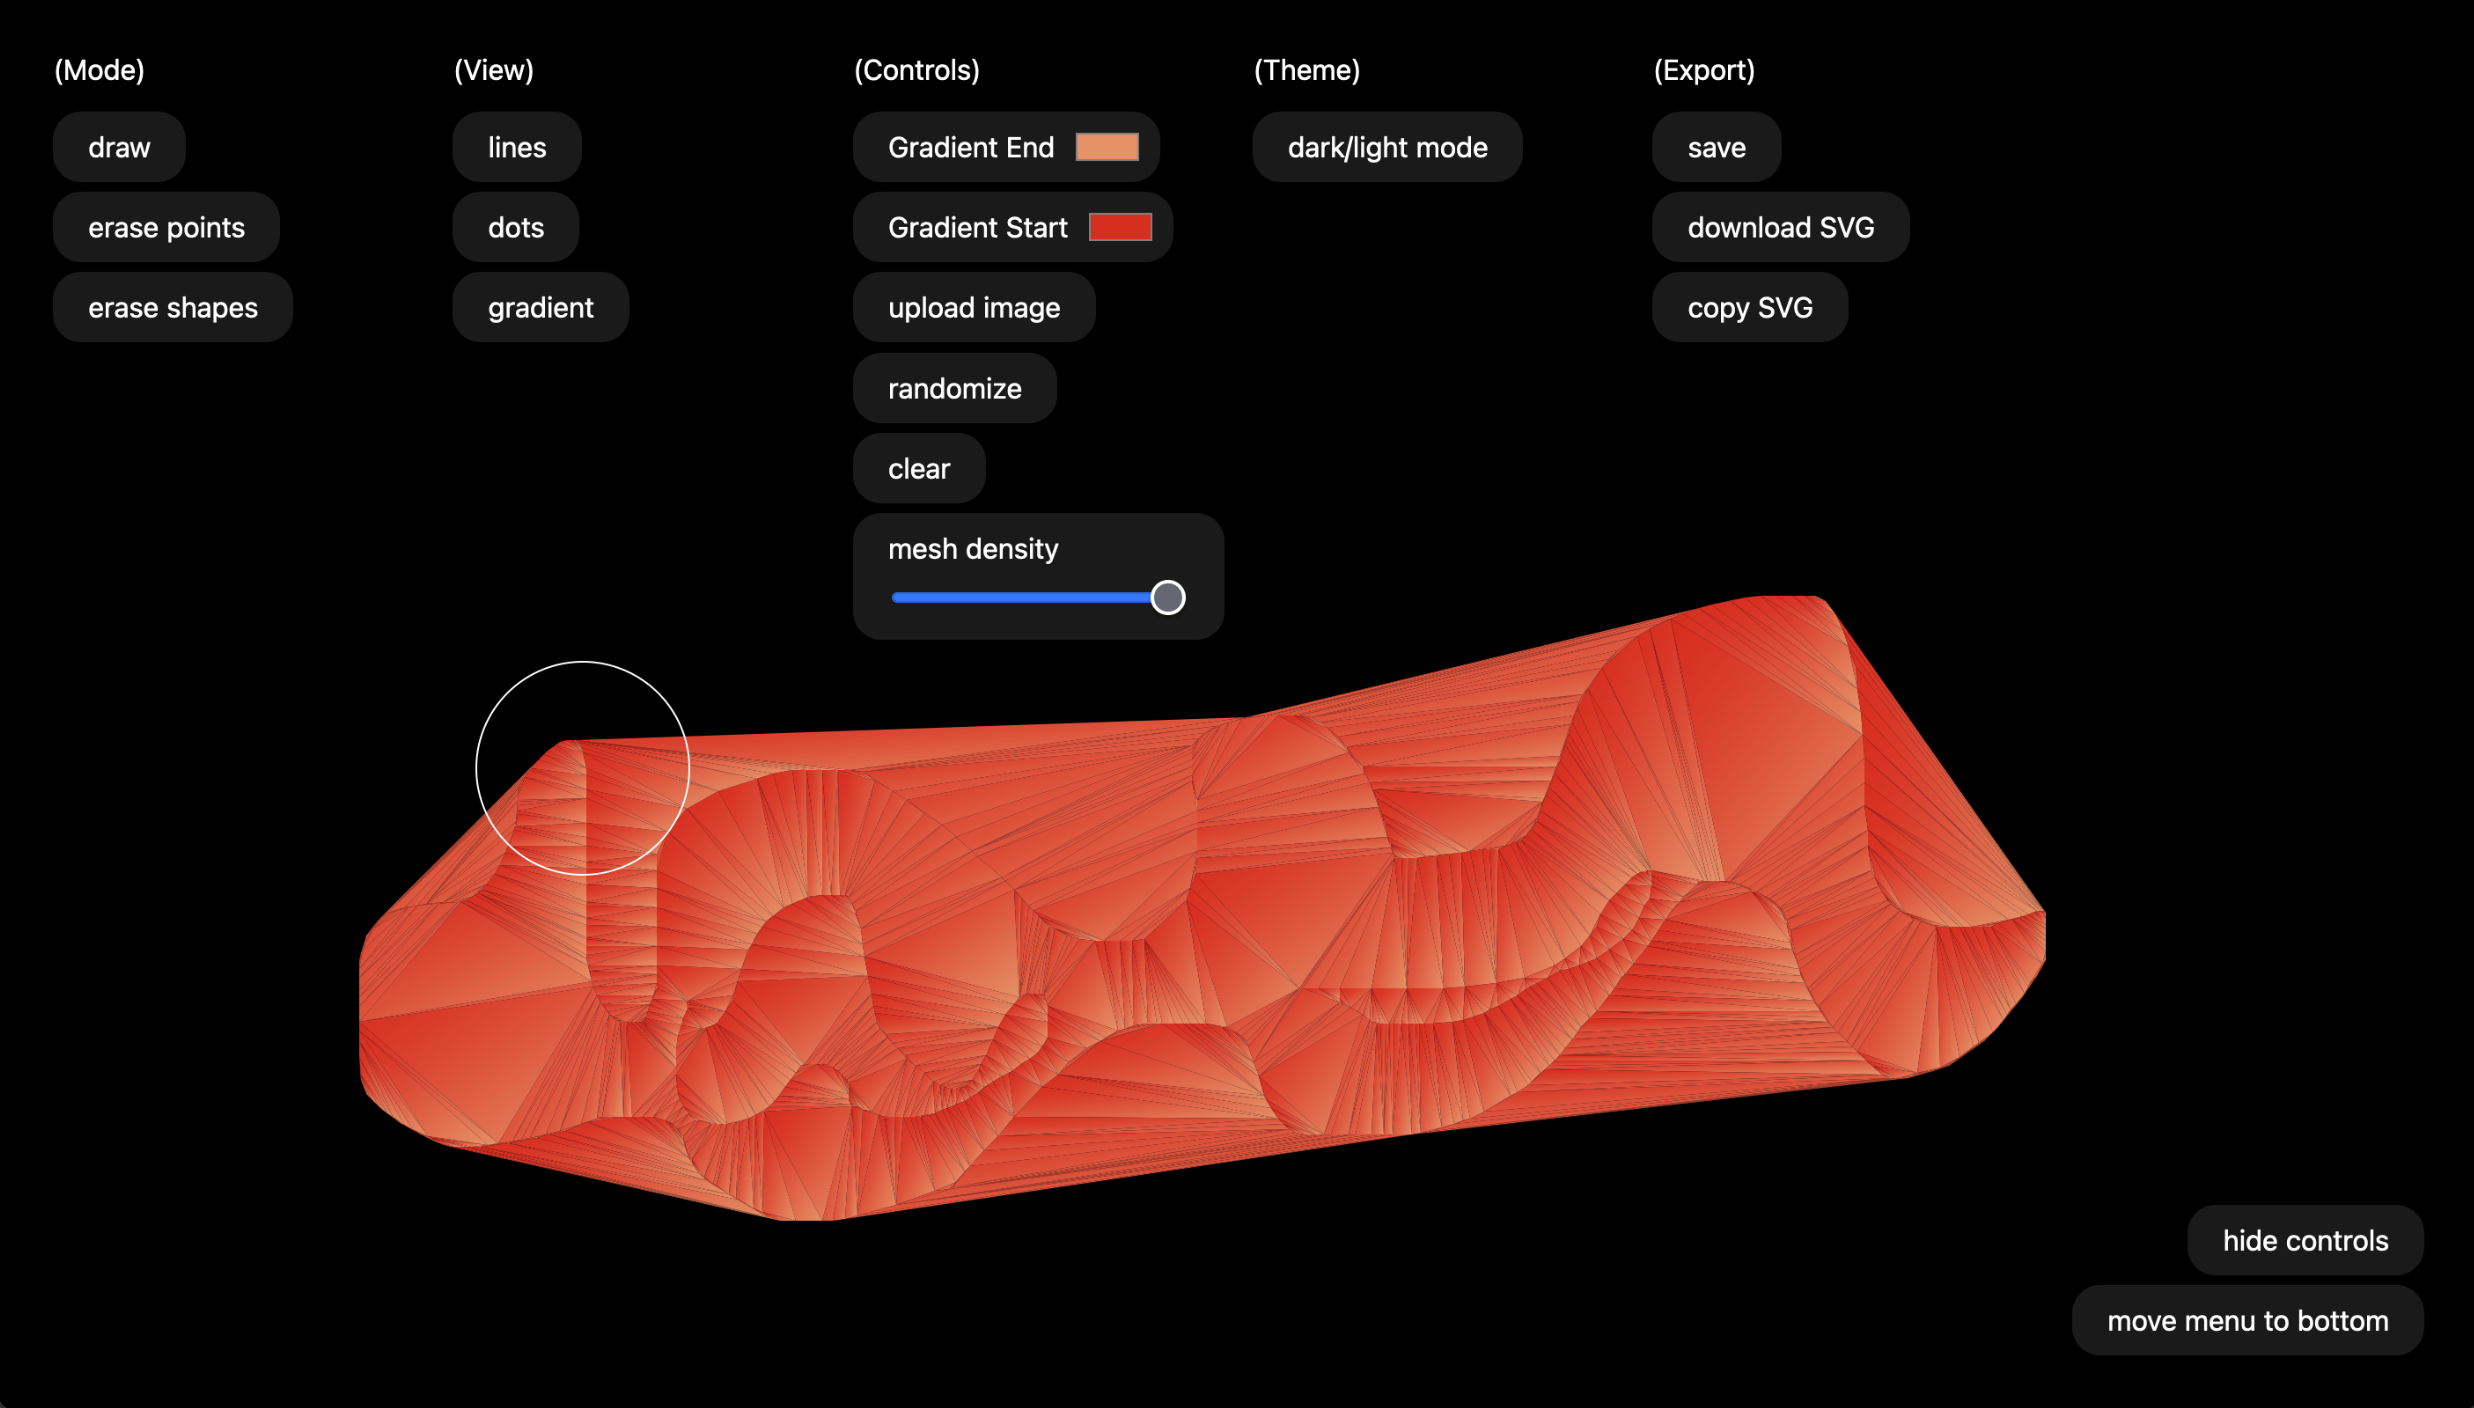 (Mode)
draw
erase points
erase shapes
(View)
lines
dots
gradient
(Controls)
Gradient End
Gradient Start
upload image
randomize
clear
mesh density
(Theme)
dark/light mode
(Export)
save
download SVG
copy SVG
hide controls
move menu to bottom